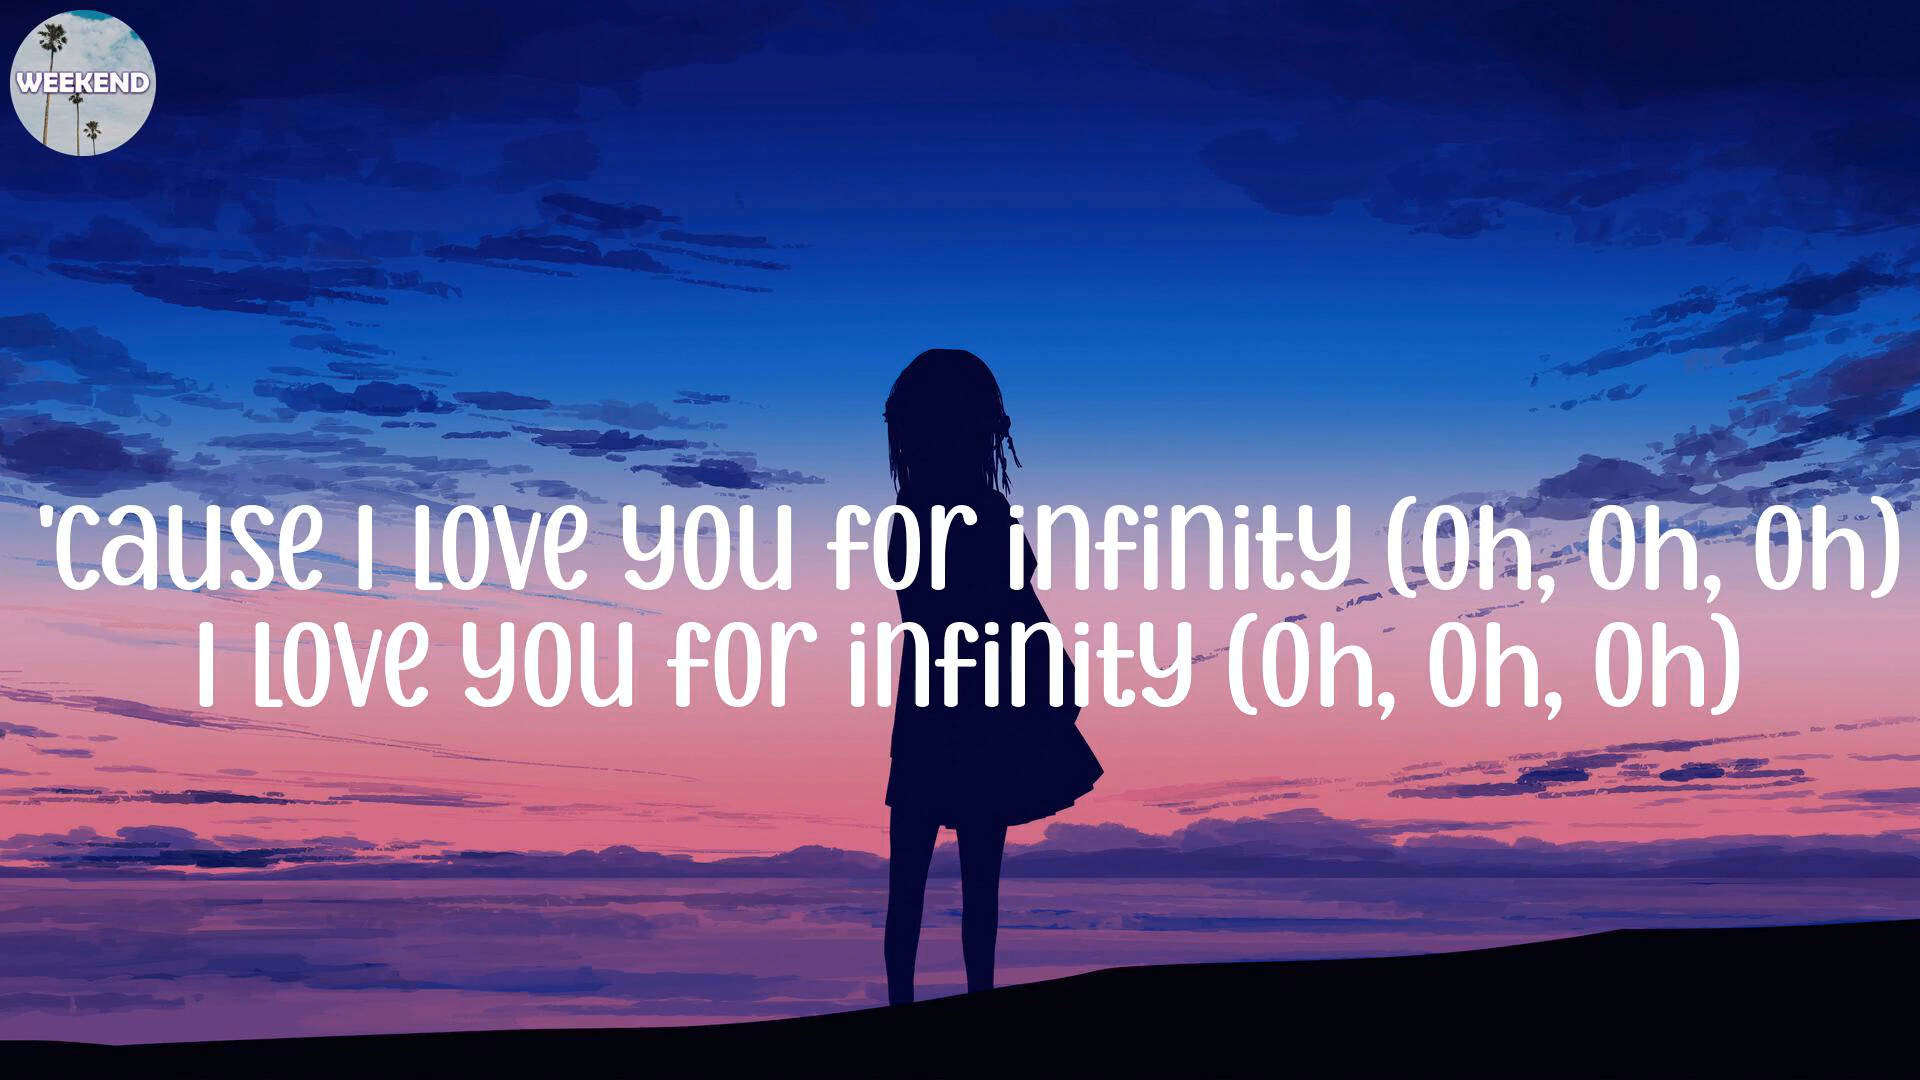 WEEKEND
'cause I love you for infinity (Oh, Oh, Oh)
I love you for infinity (Oh, Oh, Oh)